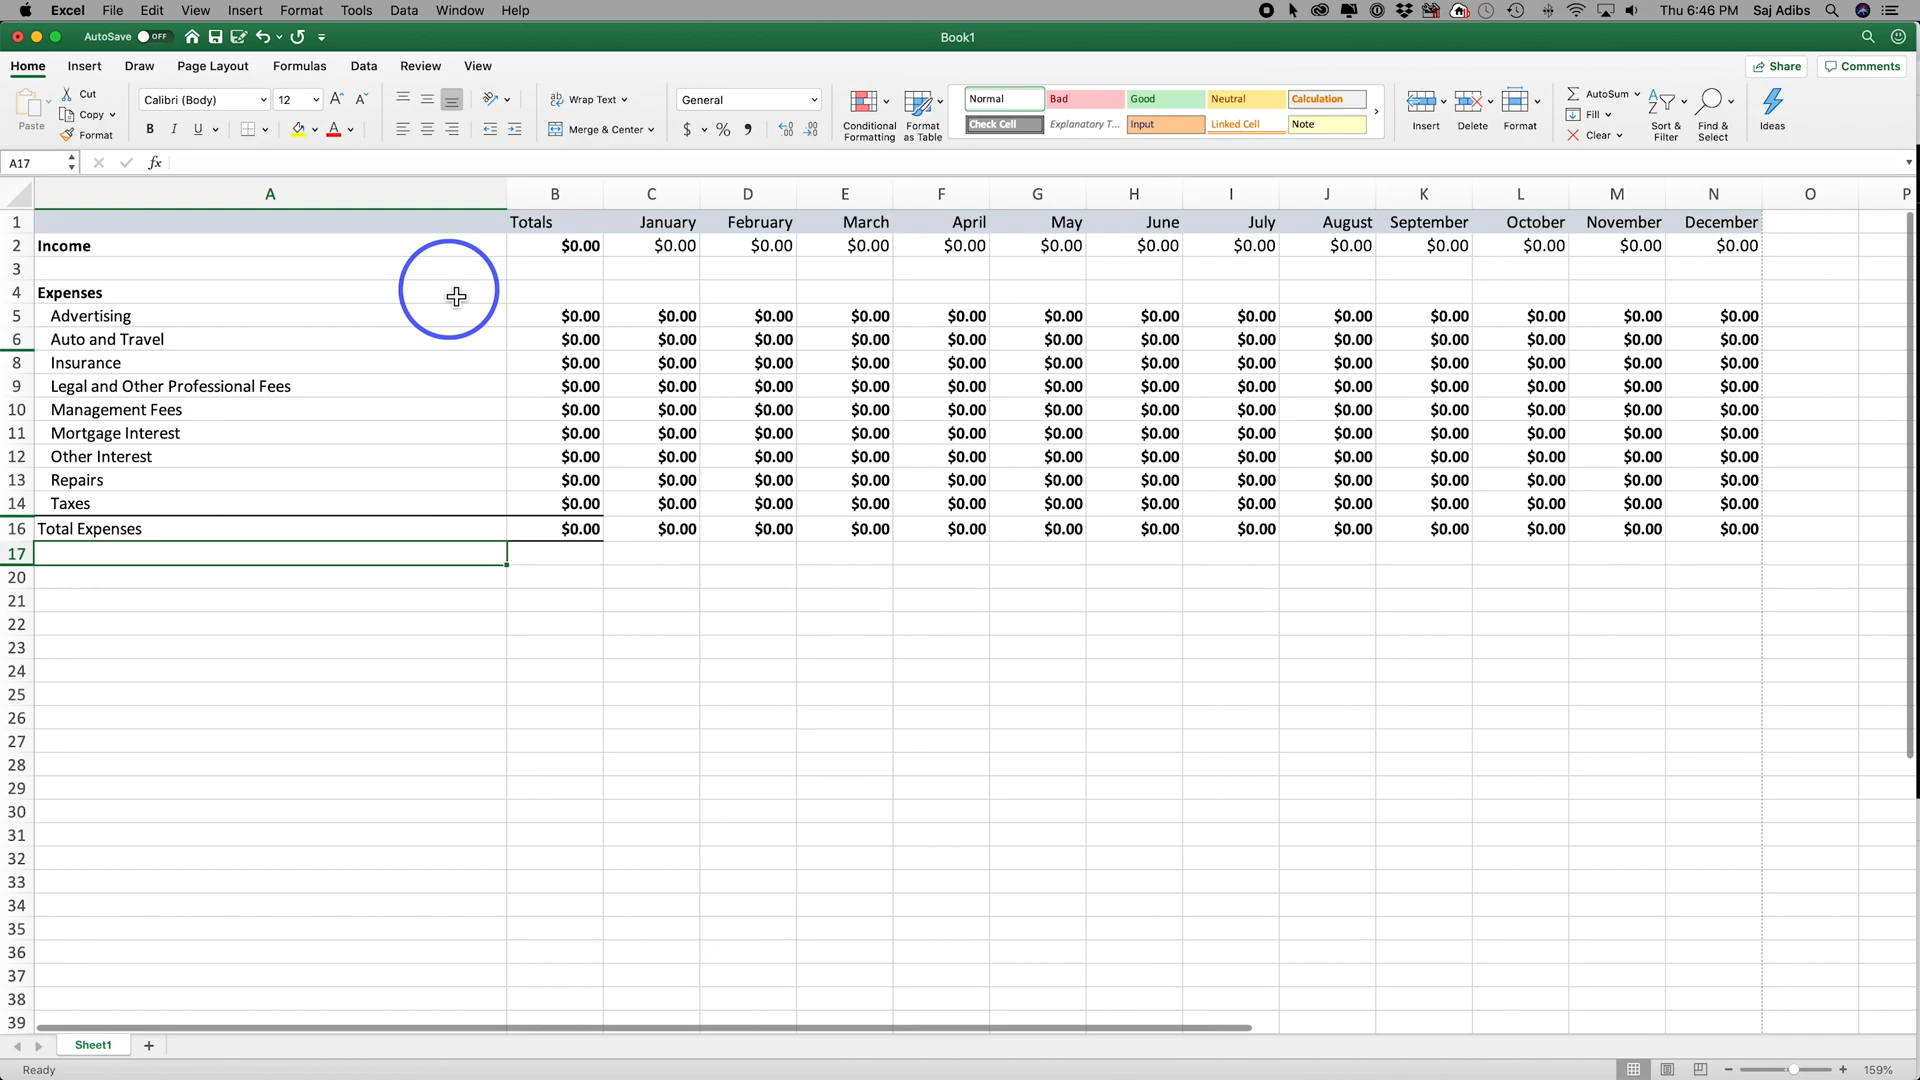 Excel File Edit View Insert Format Tools Data Window Help Thu 6:46 PM Saj Adibs
AutoSave OFF Book1
Home Insert Draw Page Layout Formulas Data Review View Share Comments
Paste Cut Copy Format
Calibri (Body) 12
B I U
Wrap Text
Merge & Center
General
$ %
Conditional Formatting
Format as Table
Normal Bad Good Neutral Calculation
Check Cell Explanatory T... Input Linked Cell Note
Insert Delete Format
AutoSum
Fill
Clear
Sort & Filter
Find & Select
Ideas
A17 fx
A B C D E F G H I J K L M N O P
1 Totals January February March April May June July August September October November December
2 Income $0.00 $0.00 $0.00 $0.00 $0.00 $0.00 $0.00 $0.00 $0.00 $0.00 $0.00 $0.00 $0.00
3
4 Expenses
5 Advertising $0.00 $0.00 $0.00 $0.00 $0.00 $0.00 $0.00 $0.00 $0.00 $0.00 $0.00 $0.00 $0.00
6 Auto and Travel $0.00 $0.00 $0.00 $0.00 $0.00 $0.00 $0.00 $0.00 $0.00 $0.00 $0.00 $0.00 $0.00
8 Insurance $0.00 $0.00 $0.00 $0.00 $0.00 $0.00 $0.00 $0.00 $0.00 $0.00 $0.00 $0.00 $0.00
9 Legal and Other Professional Fees $0.00 $0.00 $0.00 $0.00 $0.00 $0.00 $0.00 $0.00 $0.00 $0.00 $0.00 $0.00 $0.00
10 Management Fees $0.00 $0.00 $0.00 $0.00 $0.00 $0.00 $0.00 $0.00 $0.00 $0.00 $0.00 $0.00 $0.00
11 Mortgage Interest $0.00 $0.00 $0.00 $0.00 $0.00 $0.00 $0.00 $0.00 $0.00 $0.00 $0.00 $0.00 $0.00
12 Other Interest $0.00 $0.00 $0.00 $0.00 $0.00 $0.00 $0.00 $0.00 $0.00 $0.00 $0.00 $0.00 $0.00
13 Repairs $0.00 $0.00 $0.00 $0.00 $0.00 $0.00 $0.00 $0.00 $0.00 $0.00 $0.00 $0.00 $0.00
14 Taxes $0.00 $0.00 $0.00 $0.00 $0.00 $0.00 $0.00 $0.00 $0.00 $0.00 $0.00 $0.00 $0.00
16 Total Expenses $0.00 $0.00 $0.00 $0.00 $0.00 $0.00 $0.00 $0.00 $0.00 $0.00 $0.00 $0.00 $0.00
17
20
21
22
23
24
25
26
27
28
29
30
31
32
33
34
35
36
37
38
39
Sheet1
Ready 159%